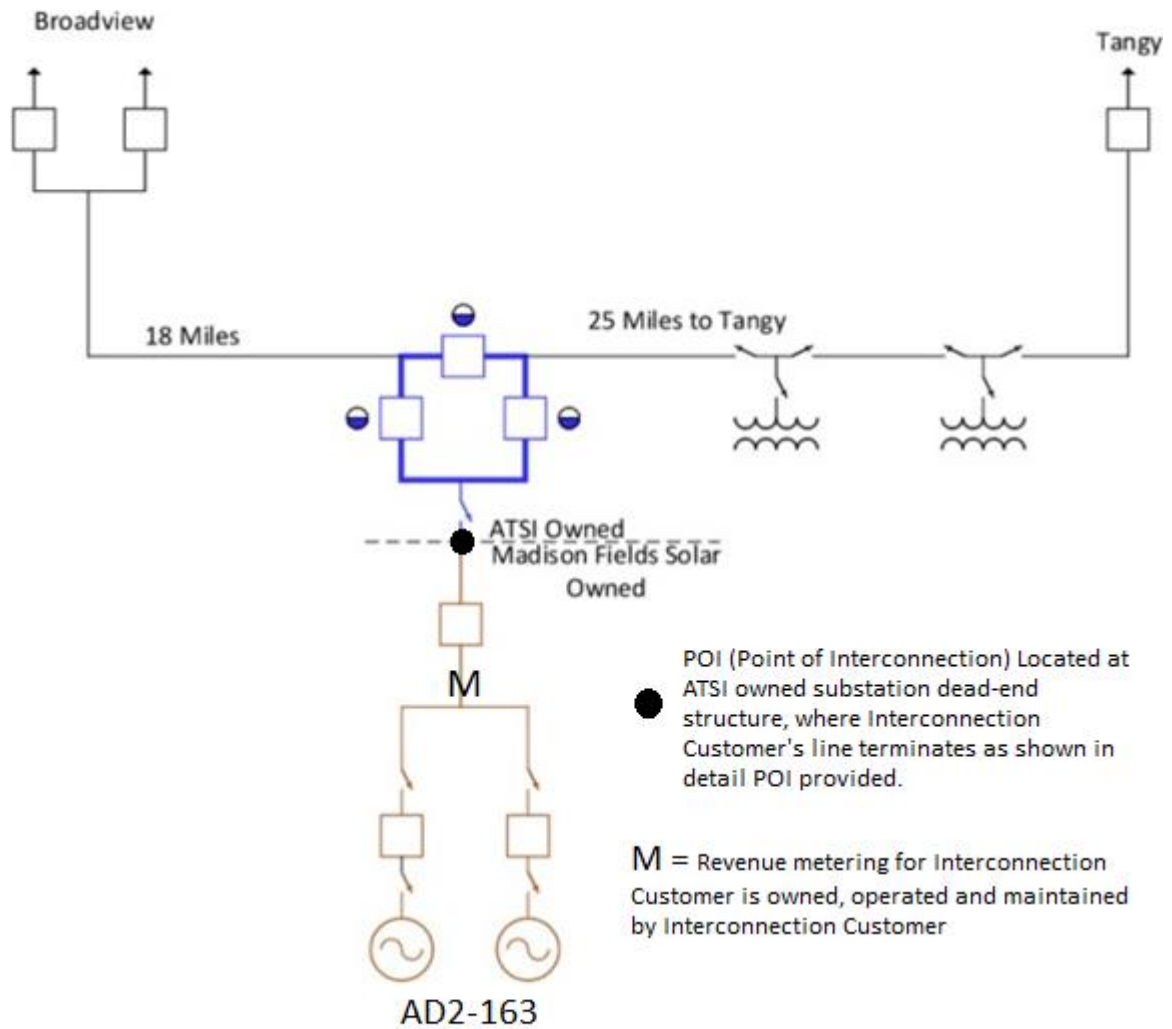 Broadview
Tangy
18 Miles
25 Miles to Tangy
ATSI Owned
Madison Fields Solar
Owned
M
POI (Point of Interconnection) Located at
ATSI owned substation dead-end
structure, where Interconnection
Customer's line terminates as shown in
detail POI provided.
M = Revenue metering for Interconnection
Customer is owned, operated and maintained
by Interconnection Customer
AD2-163